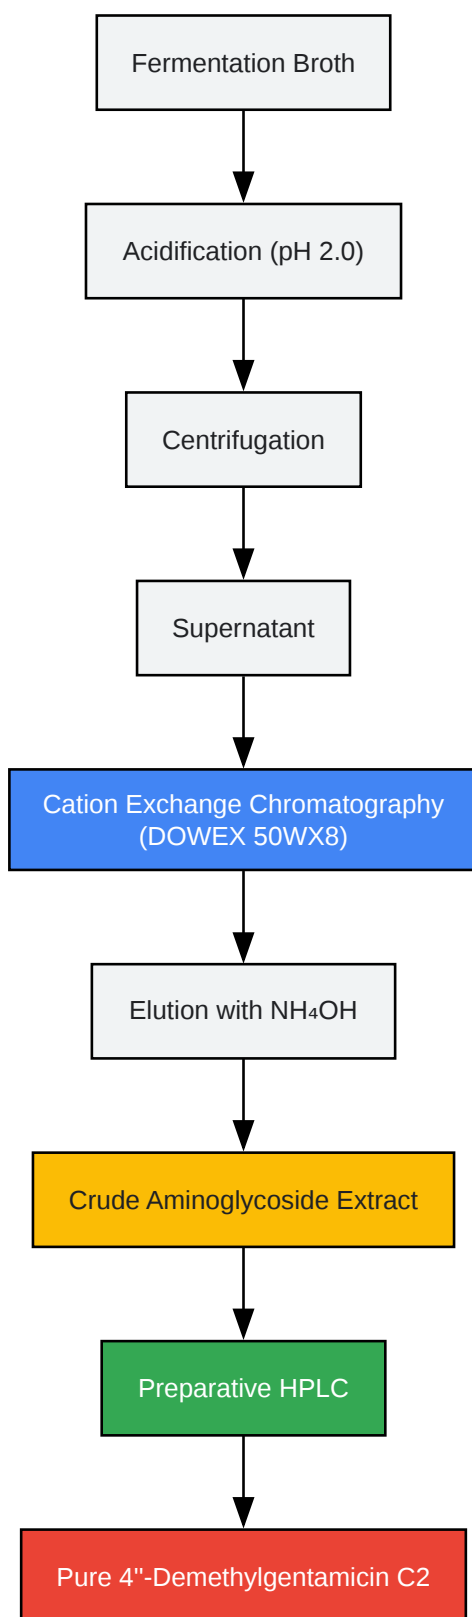 Fermentation Broth
Acidification (pH 2.0)
Centrifugation
Supernatant
Cation Exchange Chromatography
(DOWEX 50WX8)
Elution with NH₄OH
Crude Aminoglycoside Extract
Preparative HPLC
Pure 4''-Demethylgentamicin C2